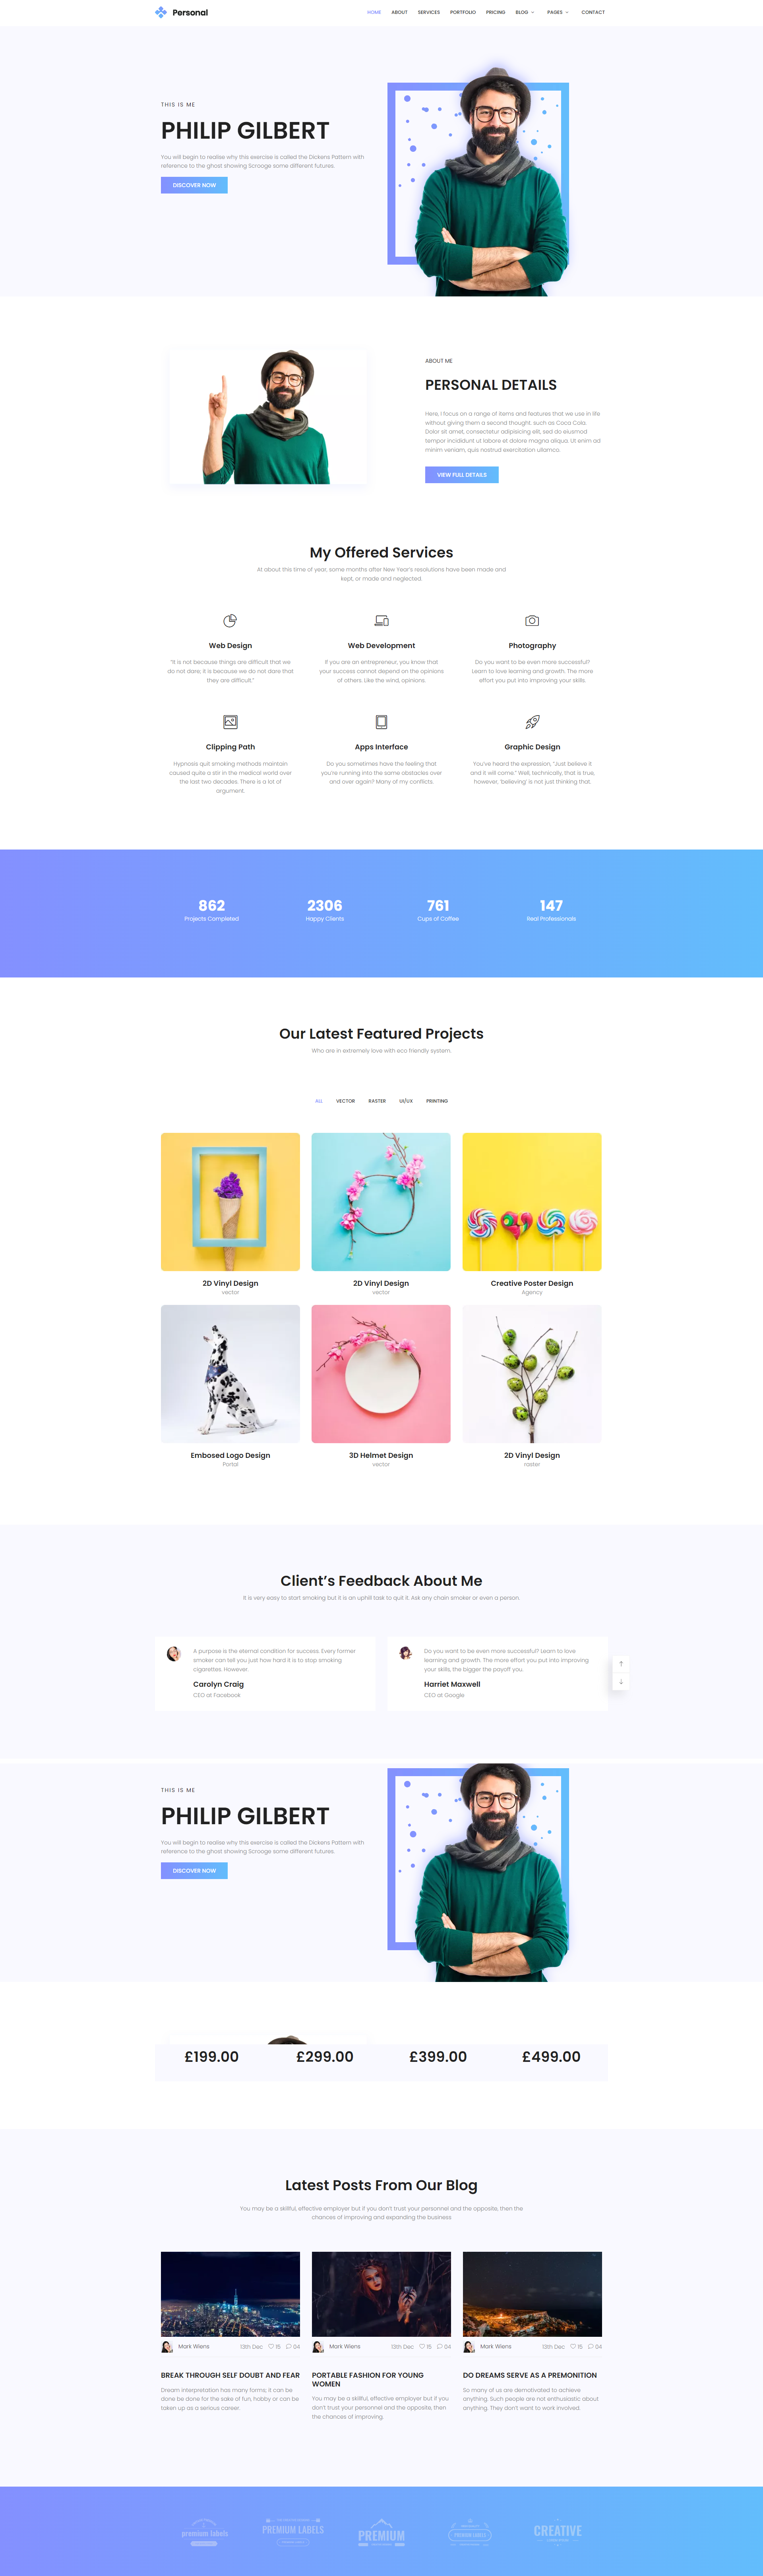 Personal
HOME ABOUT SERVICES PORTFOLIO PRICING BLOG PAGES CONTACT
THIS IS ME
PHILIP GILBERT
You will begin to realise why this exercise is called the Dickens Pattern with
reference to the ghost showing Scrooge some different futures.
DISCOVER NOW
ABOUT ME
PERSONAL DETAILS
Here, I focus on a range of items and features that we use in life
without giving them a second thought. such as Coca Cola.
Dolor sit amet, consectetur adipisicing elit, sed do eiusmod
tempor incididunt ut labore et dolore magna aliqua. Ut enim ad
minim veniam, quis nostrud exercitation ullamco.
VIEW FULL DETAILS
My Offered Services
At about this time of year, some months after New Year's resolutions have been made and
kept, or made and neglected.
Web Design
"It is not because things are difficult that we
do not dare; it is because we do not dare that
they are difficult."
Web Development
If you are an entrepreneur, you know that
your success cannot depend on the opinions
of others. Like the wind, opinions.
Photography
Do you want to be even more successful?
Learn to love learning and growth. The more
effort you put into improving your skills.
Clipping Path
Hypnosis quit smoking methods maintain
caused quite a stir in the medical world over
the last two decades. There is a lot of
argument.
Apps Interface
Do you sometimes have the feeling that
you're running into the same obstacles over
and over again? Many of my conflicts.
Graphic Design
You've heard the expression, "Just believe it
and it will come." Well, technically, that is true,
however, 'believing' is not just thinking that.
862
Projects Completed
2306
Happy Clients
761
Cups of Coffee
147
Real Professionals
Our Latest Featured Projects
Who are in extremely love with eco friendly system.
ALL VECTOR RASTER UI/UX PRINTING
2D Vinyl Design
vector
2D Vinyl Design
vector
Creative Poster Design
Agency
Embosed Logo Design
Portal
3D Helmet Design
vector
2D Vinyl Design
raster
Client's Feedback About Me
It is very easy to start smoking but it is an uphill task to quit it. Ask any chain smoker or even a person.
A purpose is the eternal condition for success. Every former
smoker can tell you just how hard it is to stop smoking
cigarettes. However.
Carolyn Craig
CEO at Facebook
Do you want to be even more successful? Learn to love
learning and growth. The more effort you put into improving
your skills, the bigger the payoff you
Harriet Maxwell
CEO at Google
THIS IS ME
PHILIP GILBERT
You will begin to realise why this exercise is called the Dickens Pattern with
reference to the ghost showing Scrooge some different futures.
DISCOVER NOW
£199.00 £299.00 £399.00 £499.00
Latest Posts From Our Blog
You may be a skillful, effective employer but if you don't trust your personnel and the opposite, then the
chances of improving and expanding the business
Mark Wiens 13th Dec 15 04
BREAK THROUGH SELF DOUBT AND FEAR
Dream interpretation has many forms; it can be
done be done for the sake of fun, hobby or can be
taken up as a serious career.
Mark Wiens 13th Dec 15 04
PORTABLE FASHION FOR YOUNG
WOMEN
You may be a skillful, effective employer but if you
don't trust your personnel and the opposite, then
the chances of improving.
Mark Wiens 13th Dec 15 04
DO DREAMS SERVE AS A PREMONITION
So many of us are demotivated to achieve
anything. Such people are not enthusiastic about
anything. They don't want to work involved.
premium labels
PREMIUM LABELS
PREMIUM
PREMIUM LABELS
CREATIVE